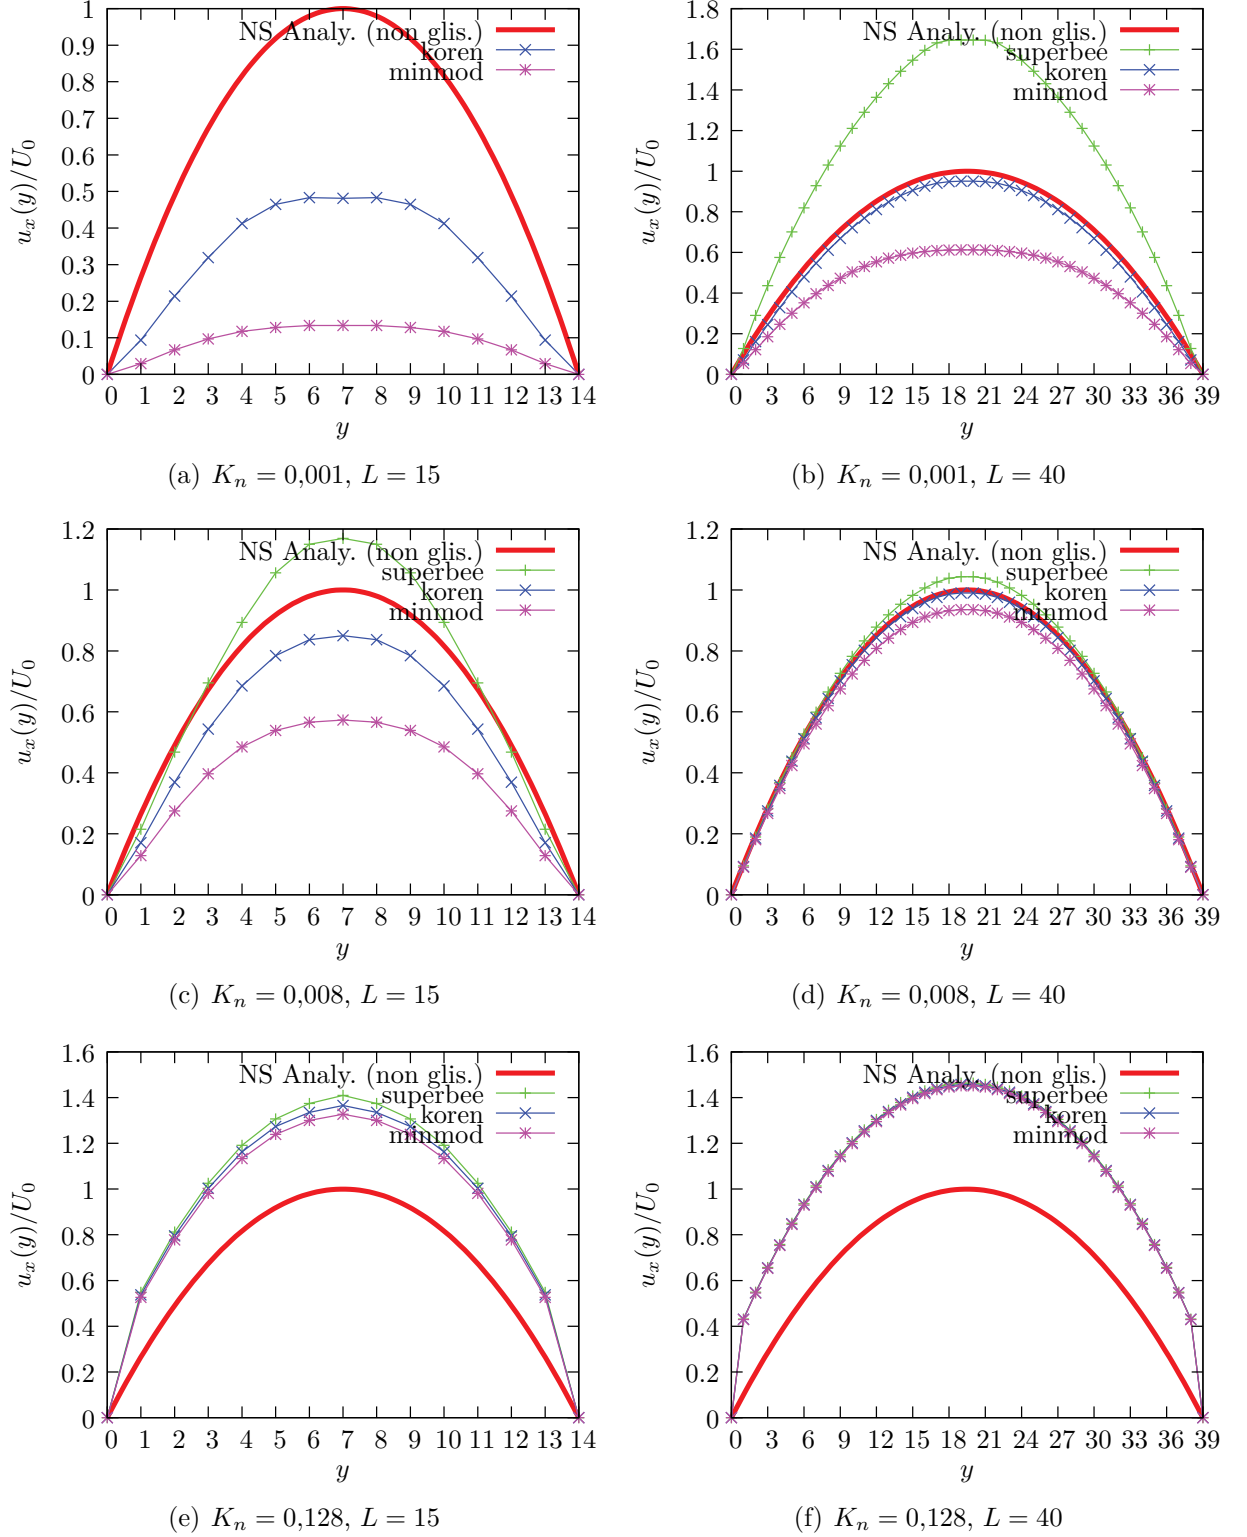 NS Analy. (non glis.)
koren
minmod
u_x(y)/U_0
0
0.1
0.2
0.3
0.4
0.5
0.6
0.7
0.8
0.9
1
0 1 2 3 4 5 6 7 8 9 10 11 12 13 14
y
(a) K_n = 0,001, L = 15
NS Analy. (non glis.)
superbee
koren
minmod
u_x(y)/U_0
0
0.2
0.4
0.6
0.8
1
1.2
1.4
1.6
1.8
0 3 6 9 12 15 18 21 24 27 30 33 36 39
y
(b) K_n = 0,001, L = 40
NS Analy. (non glis.)
superbee
koren
minmod
u_x(y)/U_0
0
0.2
0.4
0.6
0.8
1
1.2
0 1 2 3 4 5 6 7 8 9 10 11 12 13 14
y
(c) K_n = 0,008, L = 15
NS Analy. (non glis.)
superbee
koren
minmod
u_x(y)/U_0
0
0.2
0.4
0.6
0.8
1
1.2
0 3 6 9 12 15 18 21 24 27 30 33 36 39
y
(d) K_n = 0,008, L = 40
NS Analy. (non glis.)
superbee
koren
minmod
u_x(y)/U_0
0
0.2
0.4
0.6
0.8
1
1.2
1.4
1.6
0 1 2 3 4 5 6 7 8 9 10 11 12 13 14
y
(e) K_n = 0,128, L = 15
NS Analy. (non glis.)
superbee
koren
minmod
u_x(y)/U_0
0
0.2
0.4
0.6
0.8
1
1.2
1.4
1.6
0 3 6 9 12 15 18 21 24 27 30 33 36 39
y
(f) K_n = 0,128, L = 40